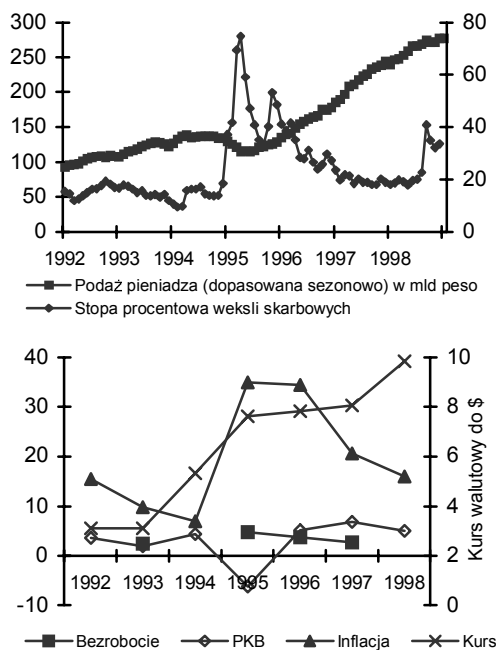 300 80
250
200 60
150 40
100
50 20
0 0
1992 1993 1994 1995 1996 1997 1998
Podaż pieniadza (dopasowana sezonowo) w mld peso
Stopa procentowa weksli skarbowych
40 10
30 8
20 6
10 4
0 2
-10 0
1992 1993 1994 1995 1996 1997 1998
Kurs walutowy do $
Bezrobocie PKB Inflacja Kurs